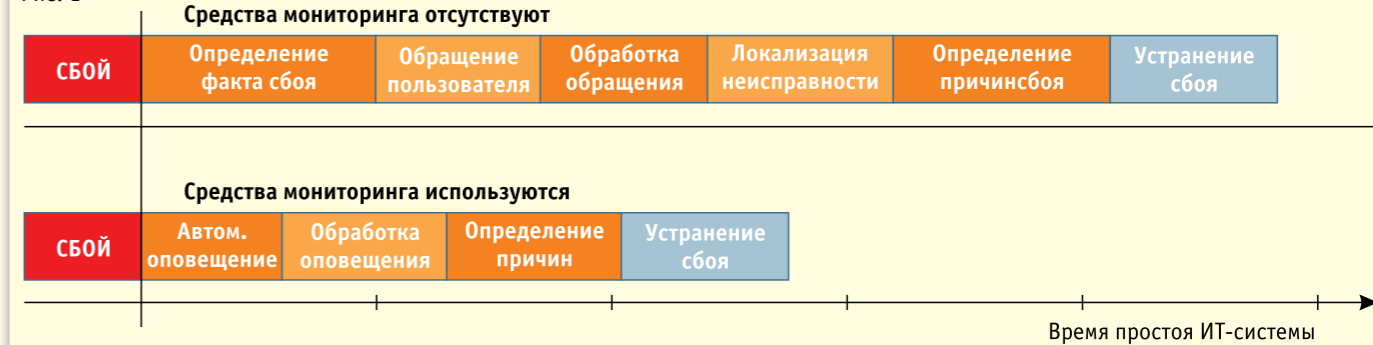 Средства мониторинга отсутствуют
СБОЙ
Определение
факта сбоя
Обращение
пользователя
Обработка
обращения
Локализация
неисправности
Определение
причинсбоя
Устранение
сбоя
Средства мониторинга используются
СБОЙ
Автом.
оповещение
Обработка
оповещения
Определение
причин
Устранение
сбоя
Время простоя ИТ-системы